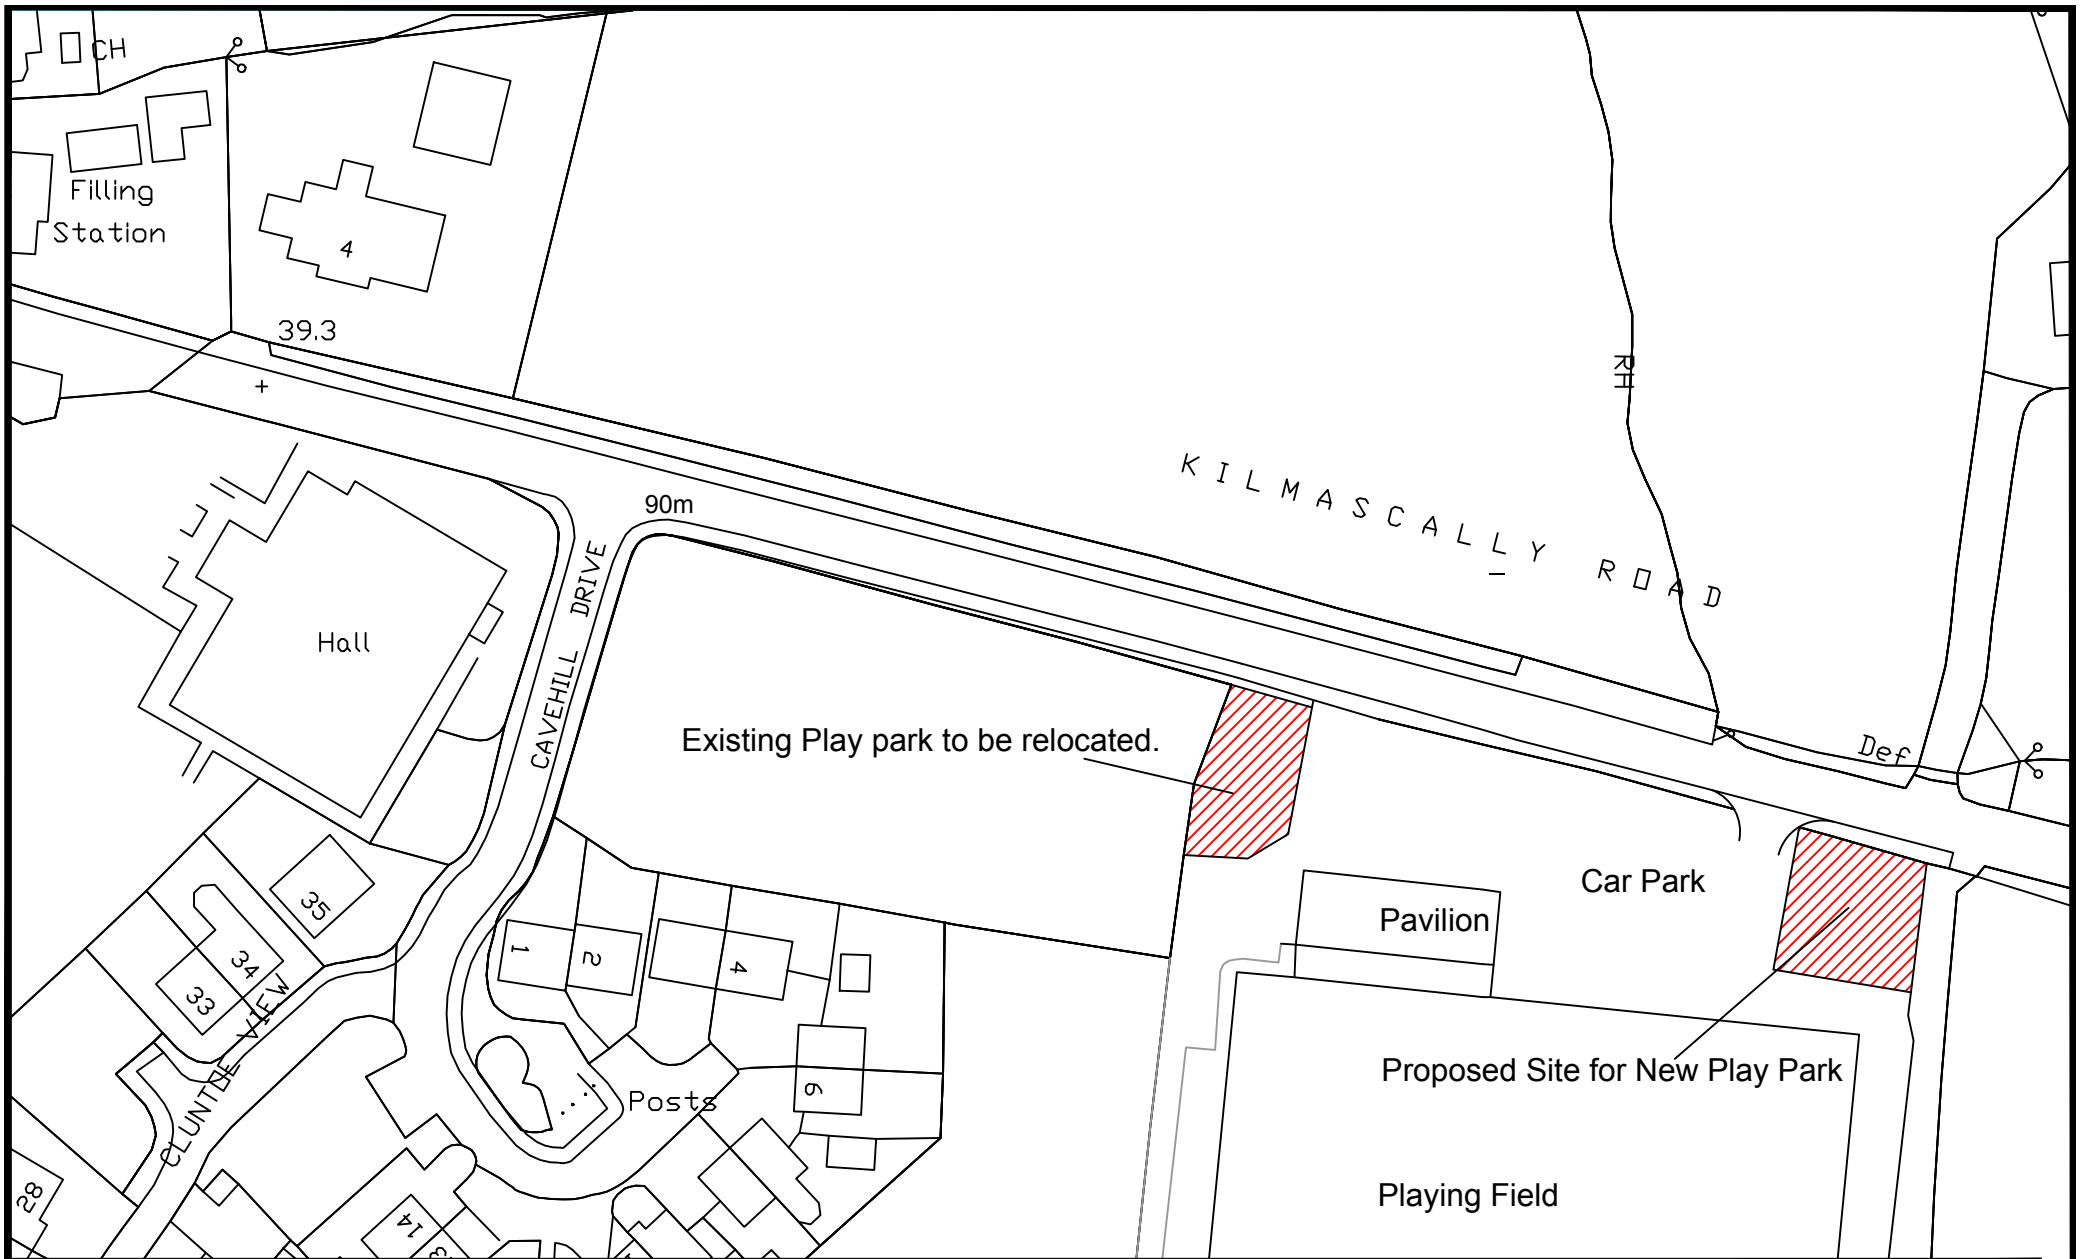 CH
Filling
Station
4
39.3
KILMASCALLY ROAD
RH
90m
CAVEHILL DRIVE
Hall
Existing Play park to be relocated.
Def
Car Park
Pavilion
35
34
33
1
2
4
6
CLUNTOE VIEW
Posts
Proposed Site for New Play Park
Playing Field
28
14